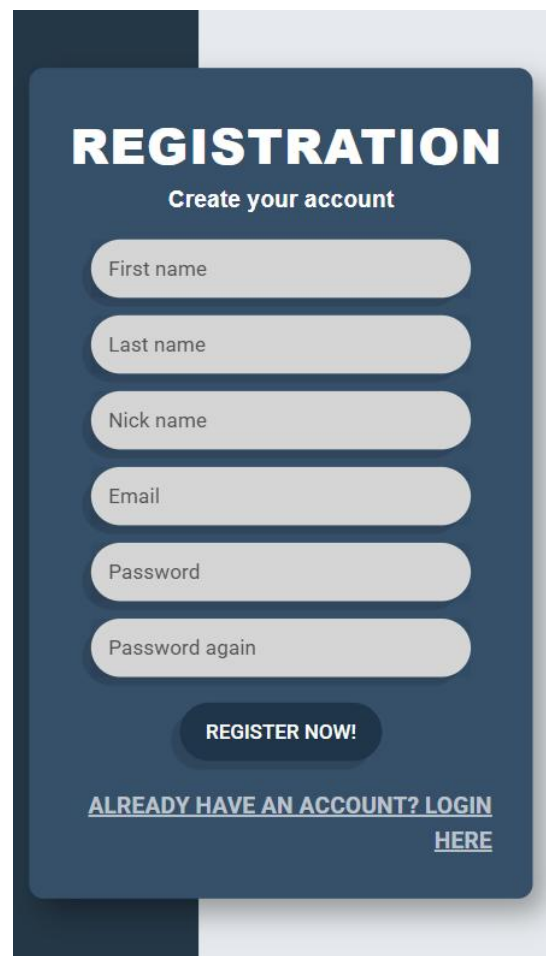 REGISTRATION
Create your account
First name
Last name
Nick name
Email
Password
Password again
REGISTER NOW!
ALREADY HAVE AN ACCOUNT? LOGIN
HERE